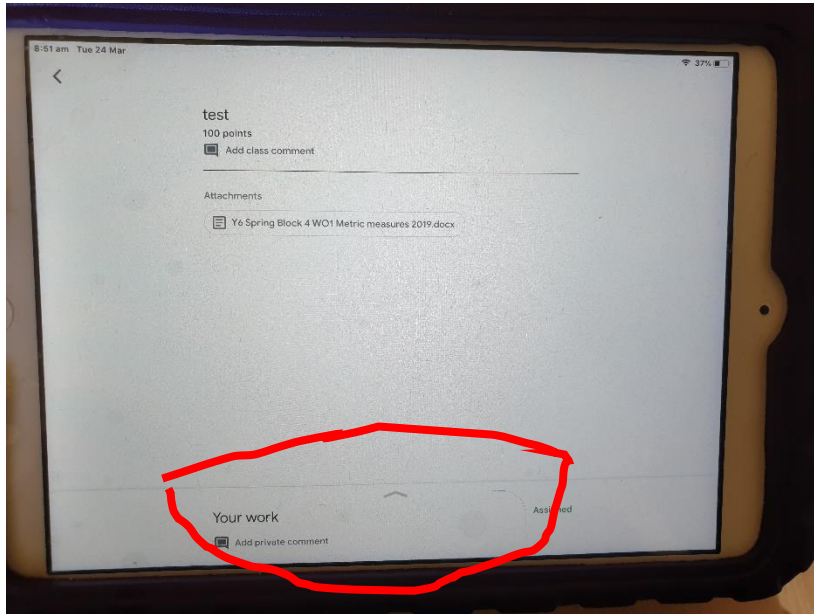 8:51 am Tue 24 Mar
37%
test
100 points
Add class comment
Attachments
Y6 Spring Block 4 WO1 Metric measures 2019.docx
Your work
Assigned
Add private comment